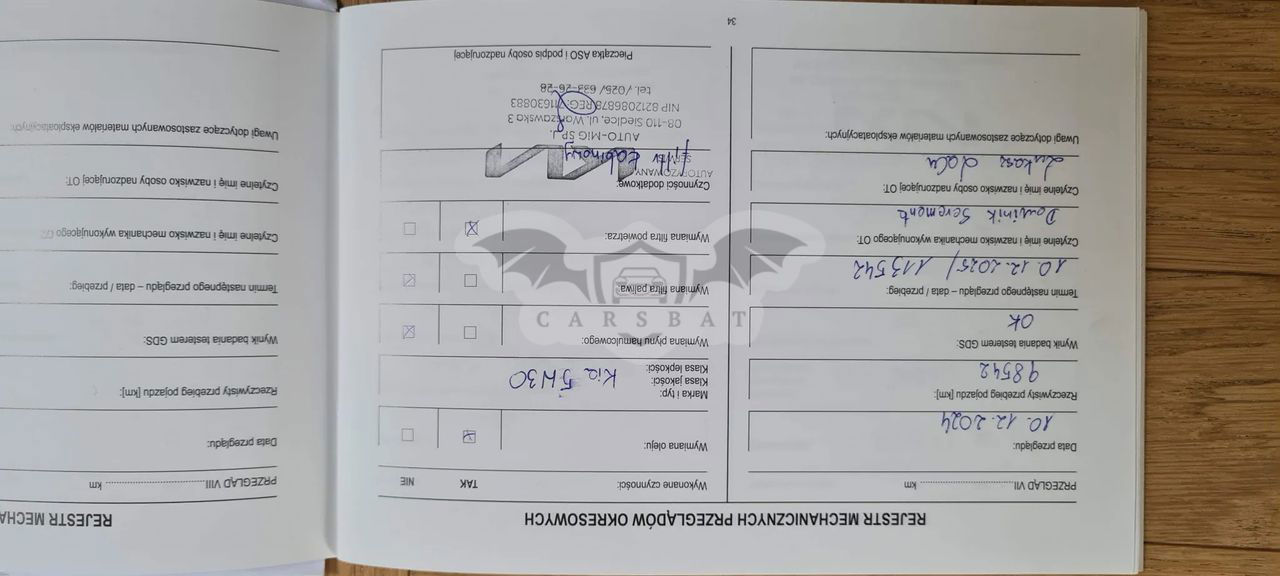 REJESTR MECHANICZNYCH PRZEGLĄDÓW OKRESOWYCH
PRZEGLĄD VII km
Data przeglądu:
10.12.2024
Rzeczywisty przebieg pojazdu [km]:
98542
Wynik badania testerem GDS:
OK
Termin następnego przeglądu – data / przebieg:
10.12.2025/ 113542
Czytelne imię i nazwisko mechanika wykonującego OT:
Dominik
Czytelne imię i nazwisko osoby nadzorującej OT:
Łukasz
Uwagi dotyczące zastosowanych materiałów eksploatacyjnych:
Wykonane czynności: TAK NIE
Wymiana oleju:
Marka i typ:
Klasa jakości:
Klasa lepkości:
Kia 5W30
Wymiana płynu hamulcowego:
Wymiana filtra paliwa:
Wymiana filtra powietrza:
Czynności dodatkowe:
filtr kabinowy
AUTORYZOWANY
SERWIS
KIA
AUTO-MIG SP. J.
08-110 Siedlce, ul. Warszawska 3
NIP 8212086878 REG. 711630883
tel. /025/ 633-26-28
Pieczątka ASO i podpis osoby nadzorującej
34
REJESTR MECHA
PRZEGLĄD VIII km
Data przeglądu:
Rzeczywisty przebieg pojazdu [km]:
Wynik badania testerem GDS:
Termin następnego przeglądu – data / przebieg:
Czytelne imię i nazwisko mechanika wykonującego OT:
Czytelne imię i nazwisko osoby nadzorującej OT:
Uwagi dotyczące zastosowanych materiałów eksploatacyjnych:
CARSBAT